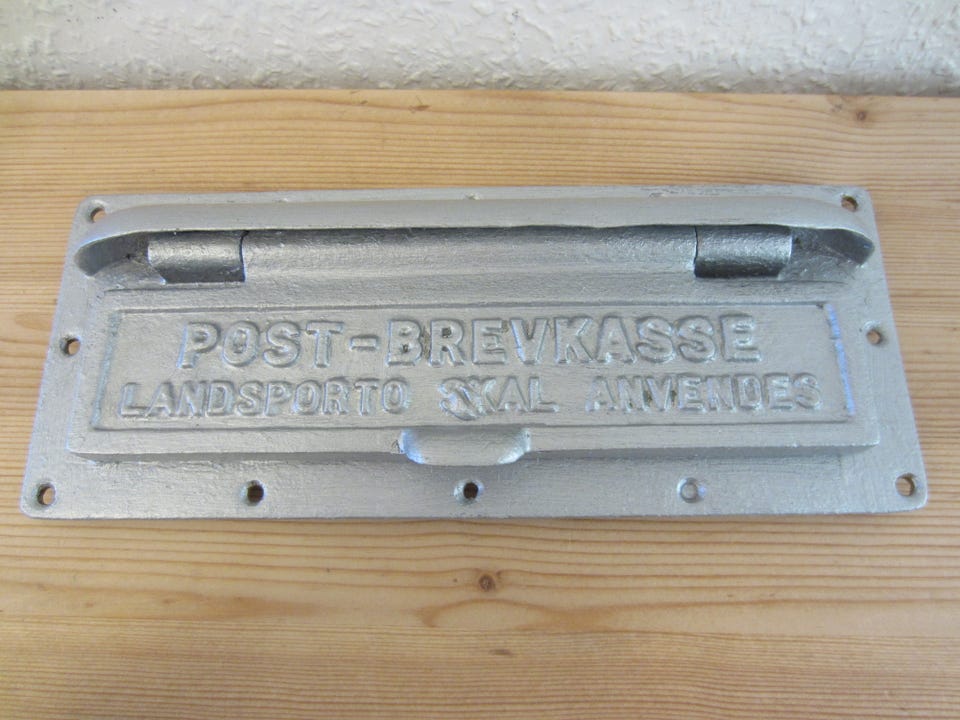 POST-BREVKASSE
LANDSPORTO SKAL ANVENDES